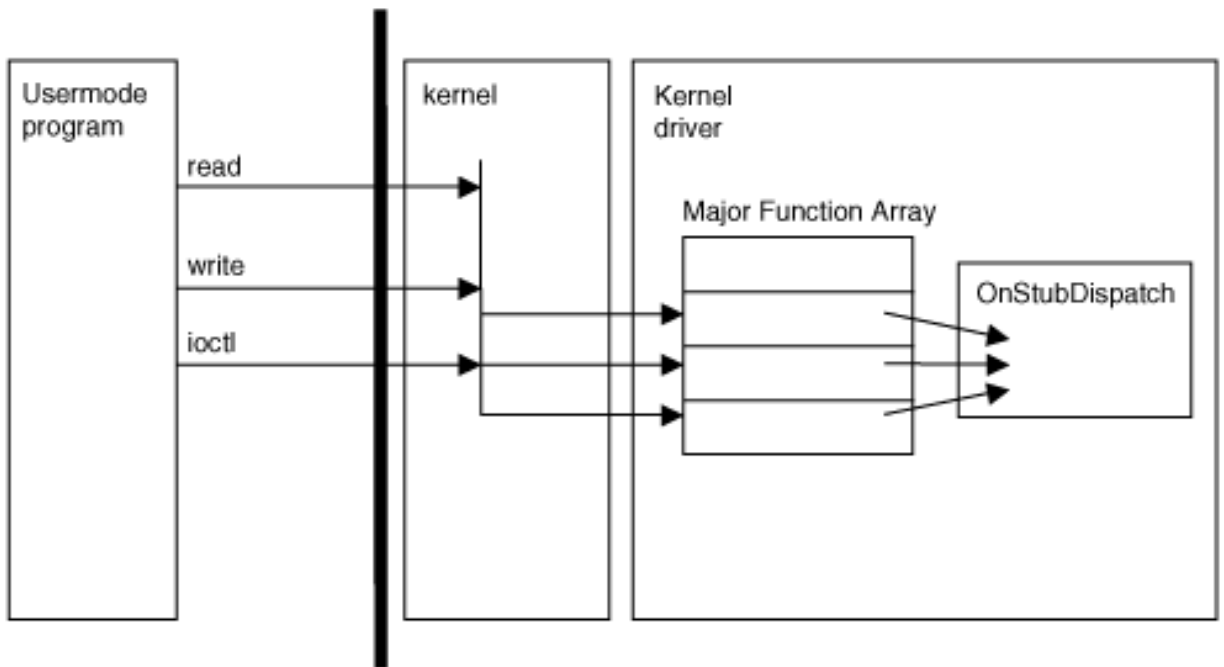 Usermode
program
kernel
Kernel
driver
read
Major Function Array
write
OnStubDispatch
ioctl